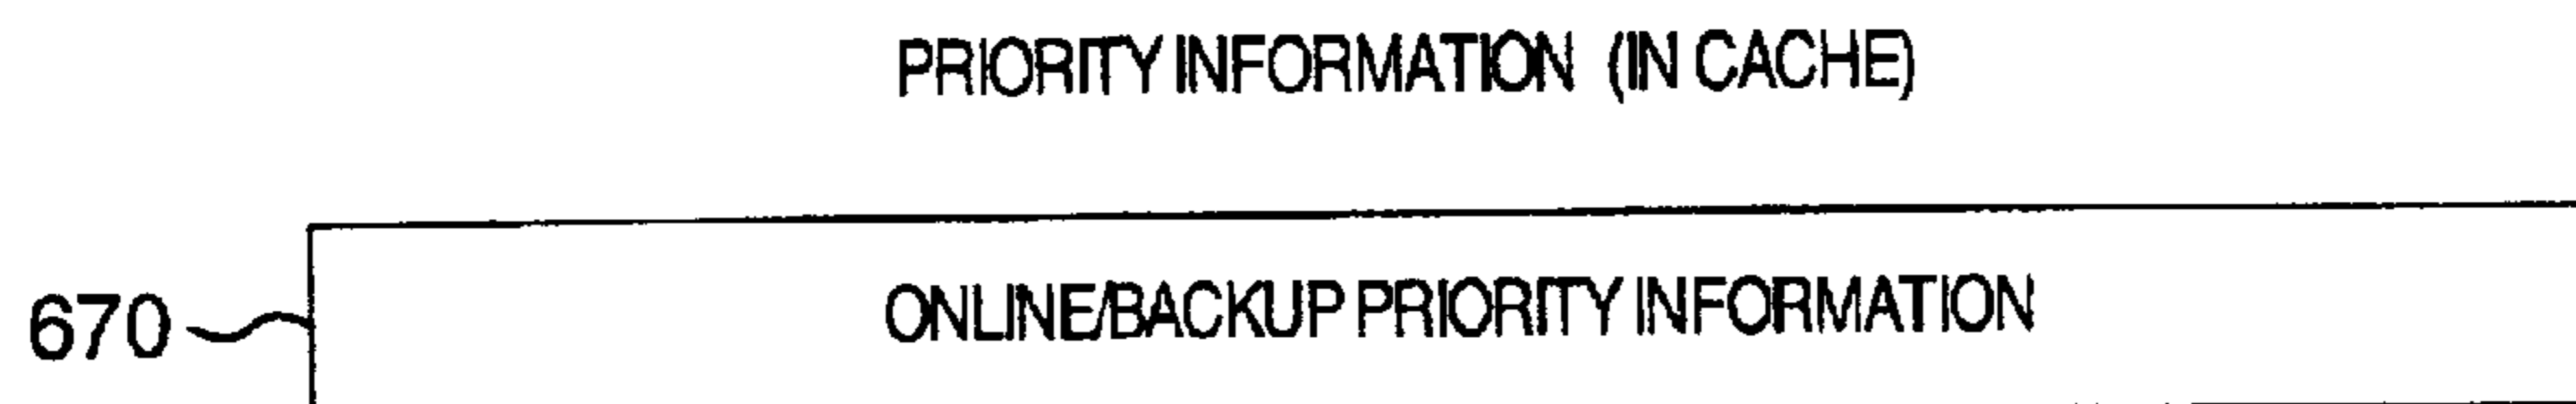 PRIORITY INFORMATION (IN CACHE)
670
ONLINE/BACKUP PRIORITY INFORMATION